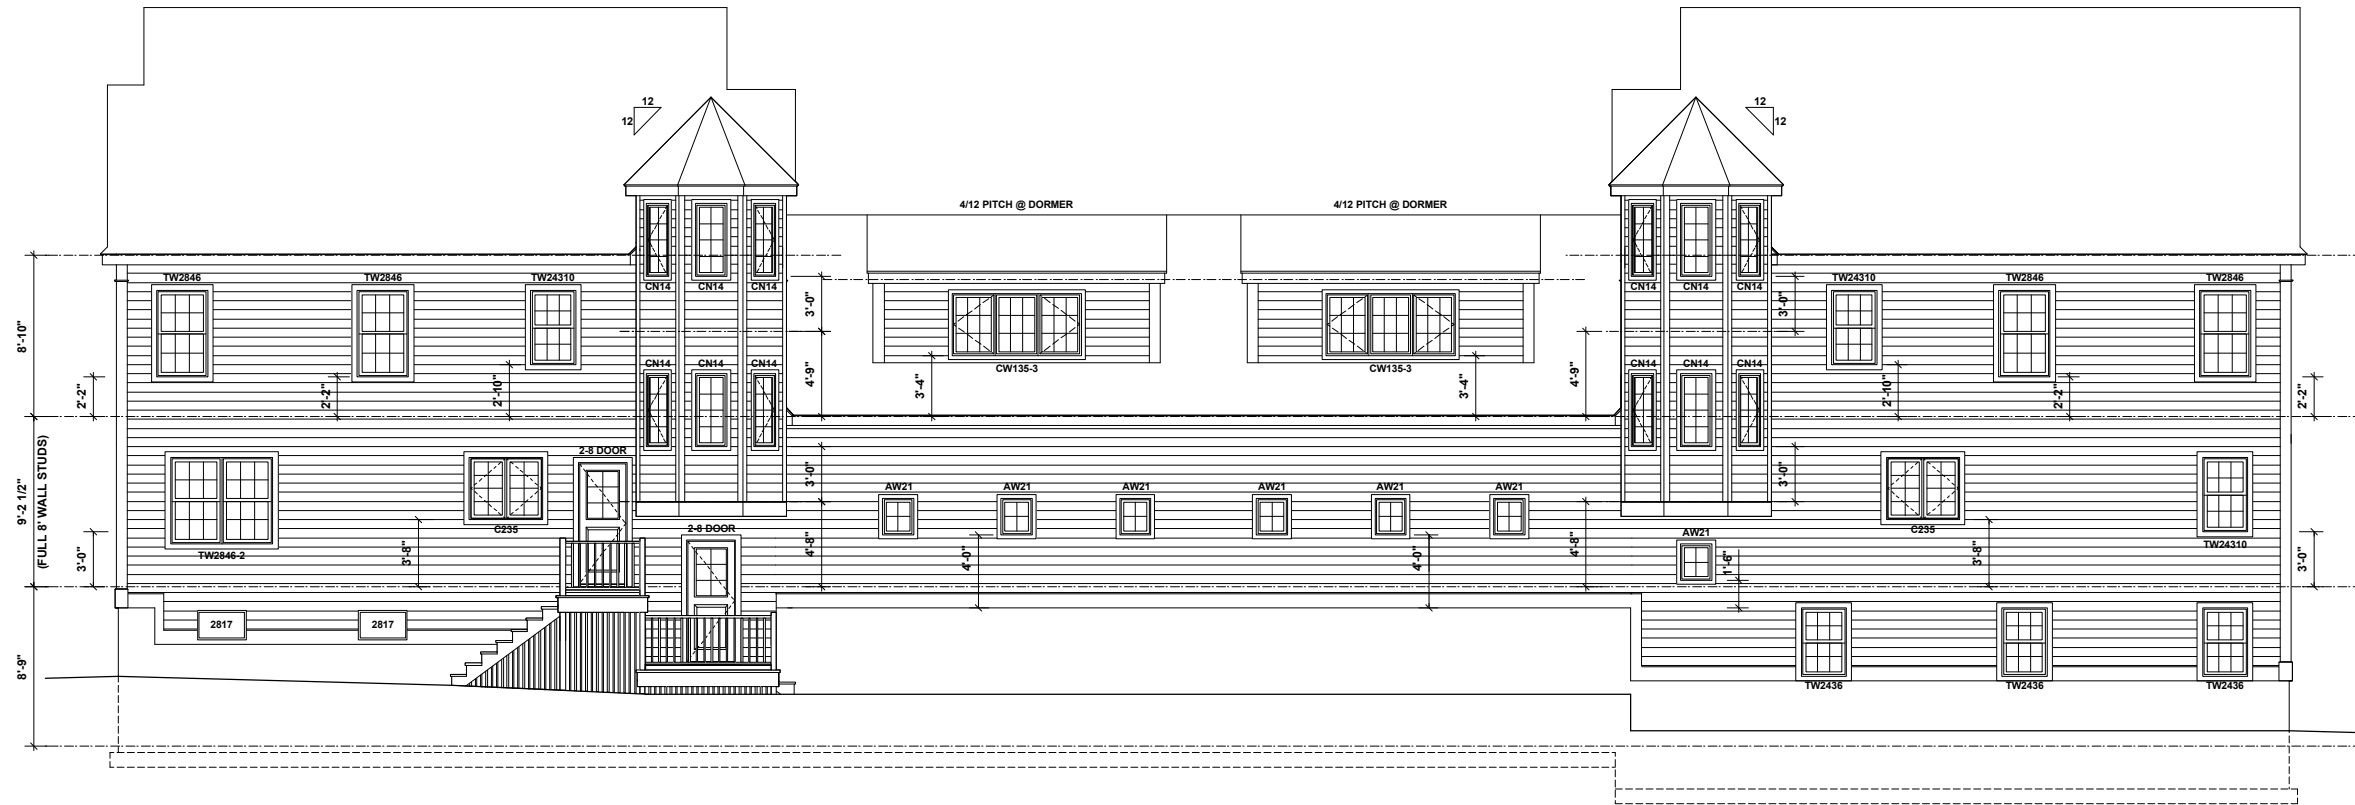 12
12
12
12
4/12 PITCH @ DORMER
4/12 PITCH @ DORMER
TW2846
TW2846
TW24310
CN14
CN14
CN14
CN14
CN14
CN14
TW24310
TW2846
TW2846
8'-10"
3'-0"
3'-0"
2'-2"
2'-2"
2'-10"
CN14
CN14
CN14
4'-9"
3'-4"
CW135-3
CW135-3
3'-4"
4'-9"
CN14
CN14
CN14
2'-10"
2'-2"
2'-2"
9'-2 1/2"
(FULL 8' WALL STUDS)
2-8 DOOR
3'-0"
AW21
AW21
AW21
AW21
AW21
AW21
3'-0"
C235
2-8 DOOR
C235
AW21
TW24310
TW2846-2
3'-0"
3'-8"
4'-8"
4'-0"
4'-0"
4'-8"
1'-6"
3'-8"
3'-0"
2817
2817
8'-9"
TW2436
TW2436
TW2436